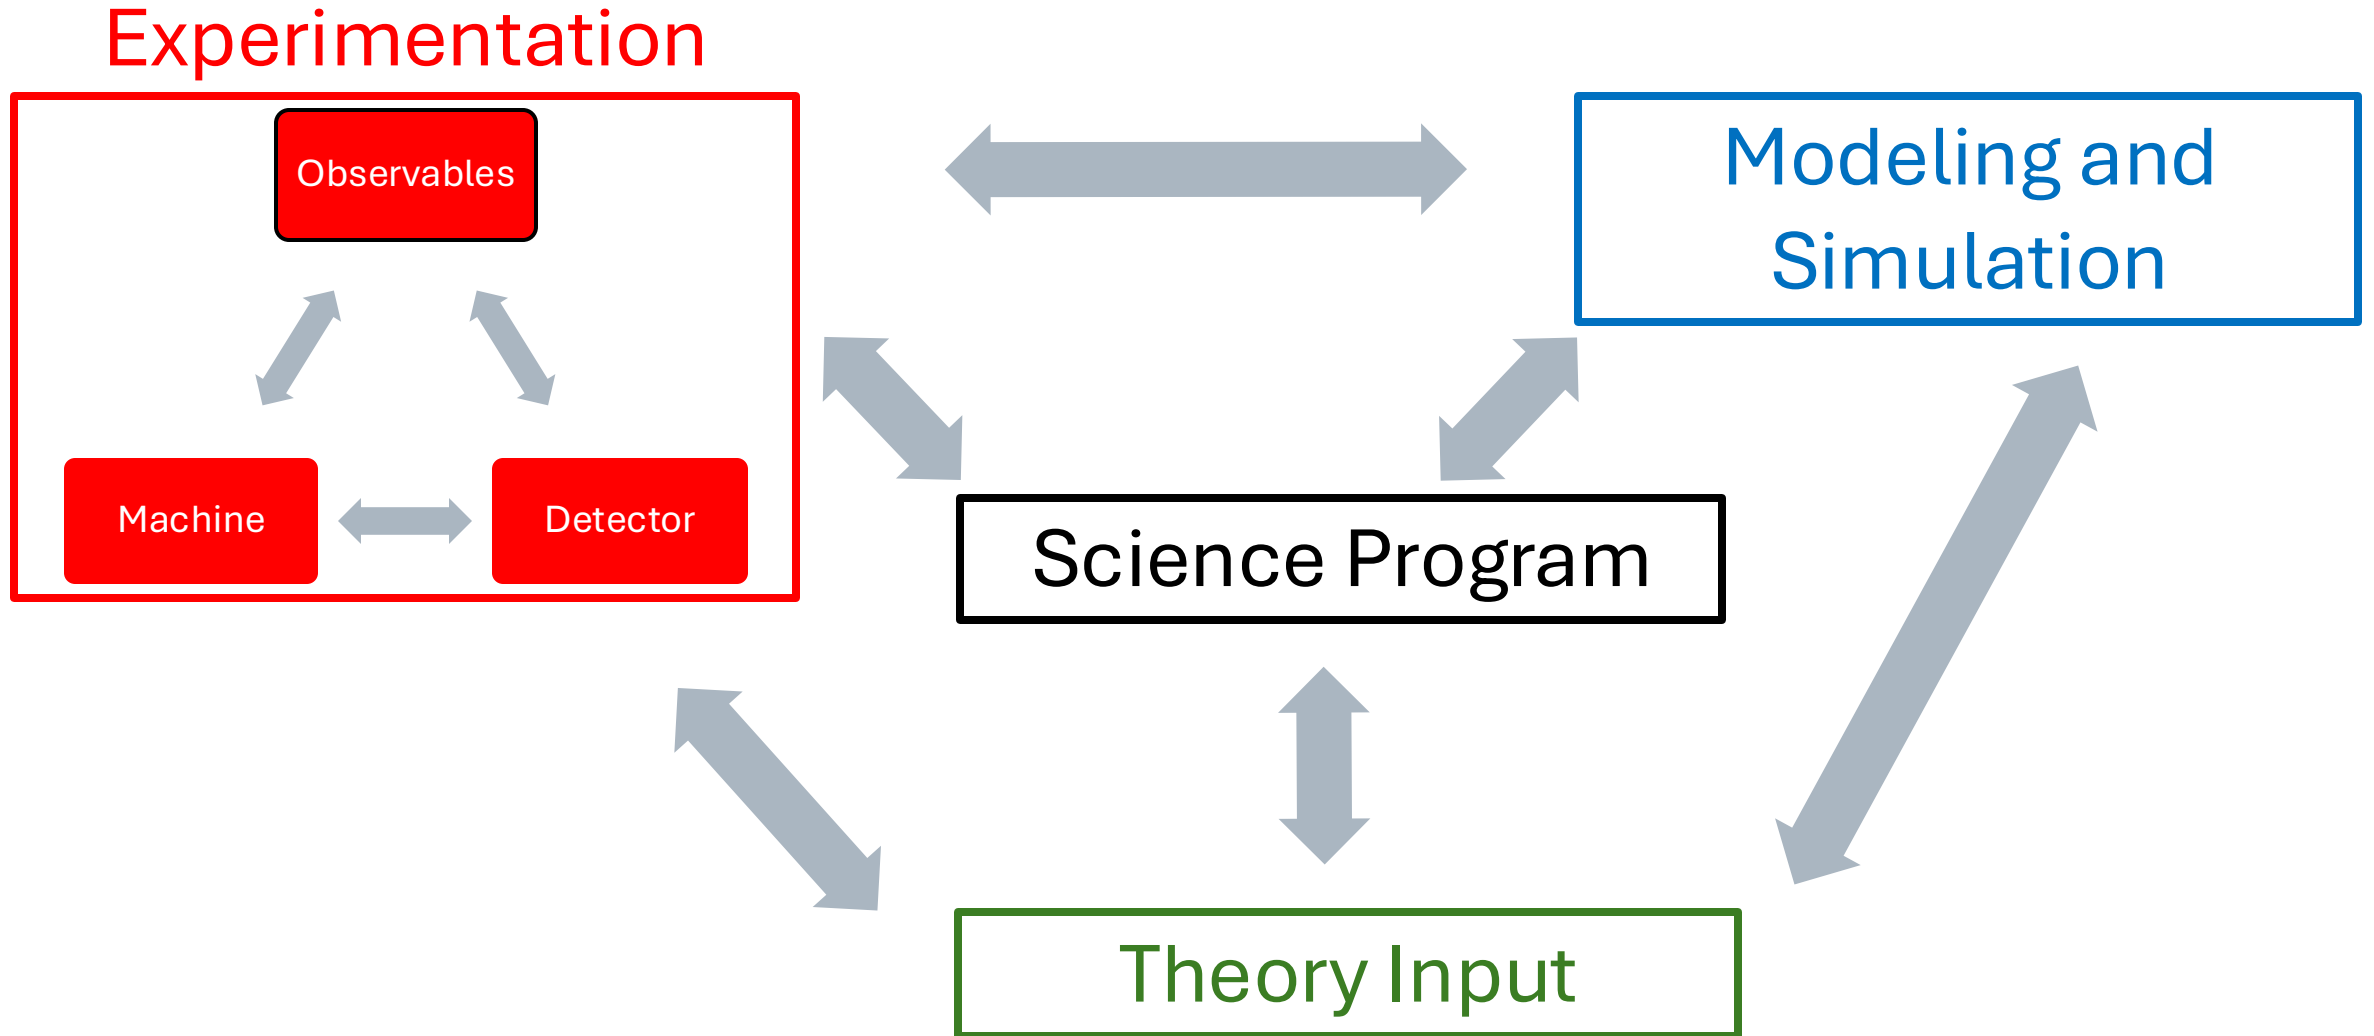 Experimentation
Observables
Machine
Detector
Modeling and
Simulation
Science Program
Theory Input